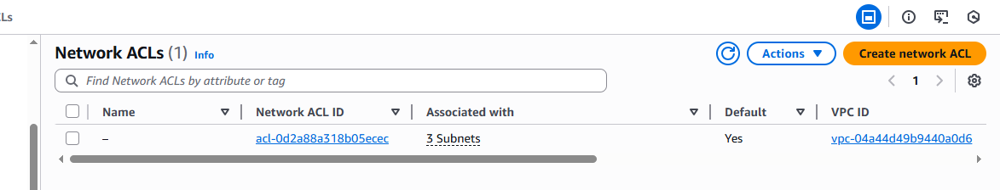 CLs
Network ACLs (1) Info
Actions
Create network ACL
Find Network ACLs by attribute or tag
1
Name Network ACL ID Associated with Default VPC ID
– acl-0d2a88a318b05ecec 3 Subnets Yes vpc-04a44d49b9440a0d6